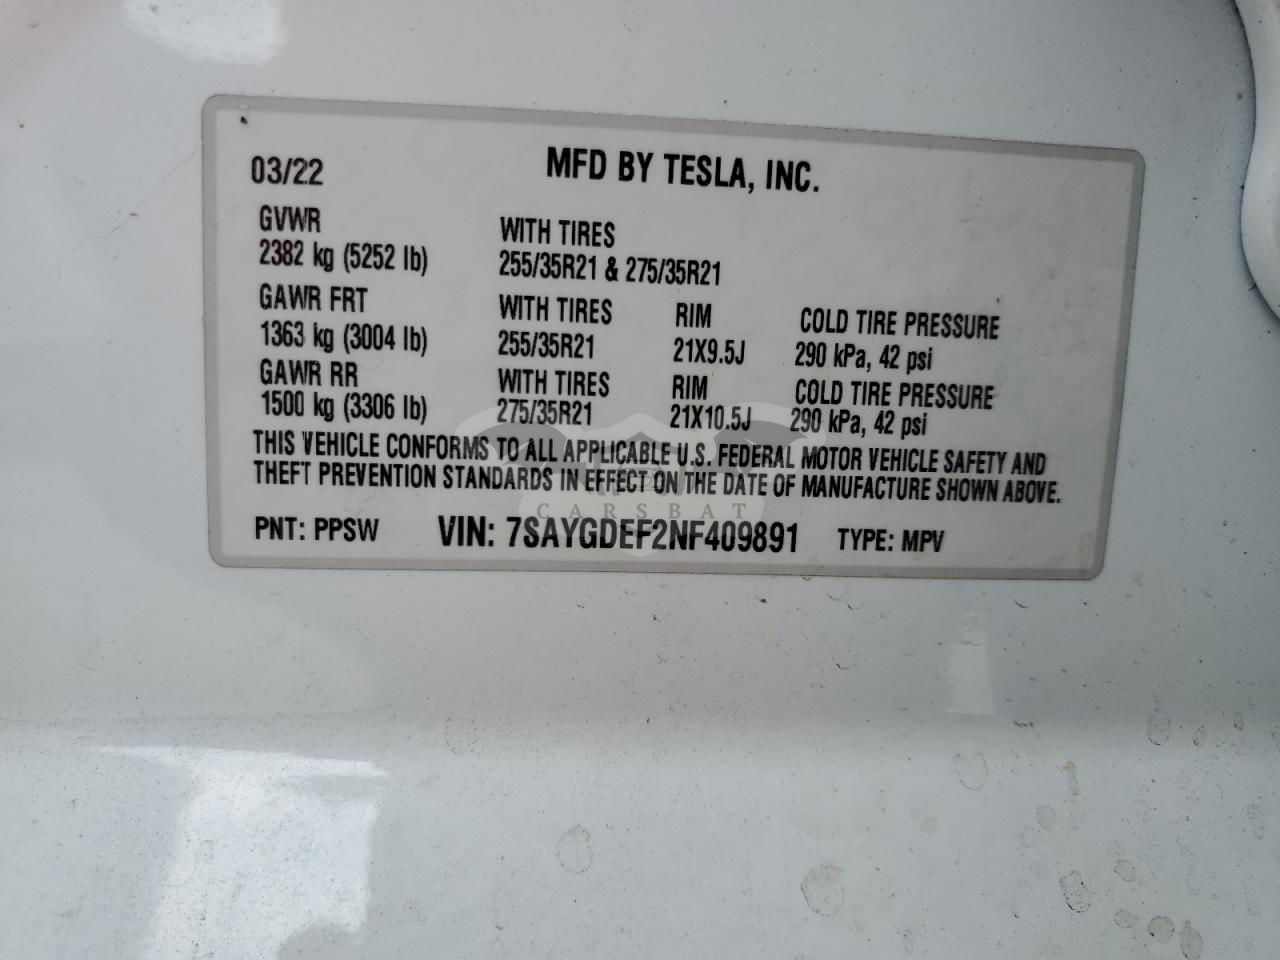 03/22 MFD BY TESLA, INC.
GVWR WITH TIRES
2382 kg (5252 lb) 255/35R21 & 275/35R21
GAWR FRT WITH TIRES RIM COLD TIRE PRESSURE
1363 kg (3004 lb) 255/35R21 21X9.5J 290 kPa, 42 psi
GAWR RR WITH TIRES RIM COLD TIRE PRESSURE
1500 kg (3306 lb) 275/35R21 21X10.5J 290 kPa, 42 psi
THIS VEHICLE CONFORMS TO ALL APPLICABLE U.S. FEDERAL MOTOR VEHICLE SAFETY AND
THEFT PREVENTION STANDARDS IN EFFECT ON THE DATE OF MANUFACTURE SHOWN ABOVE.
CARSBAT
PNT: PPSW VIN: 7SAYGDEF2NF409891 TYPE: MPV